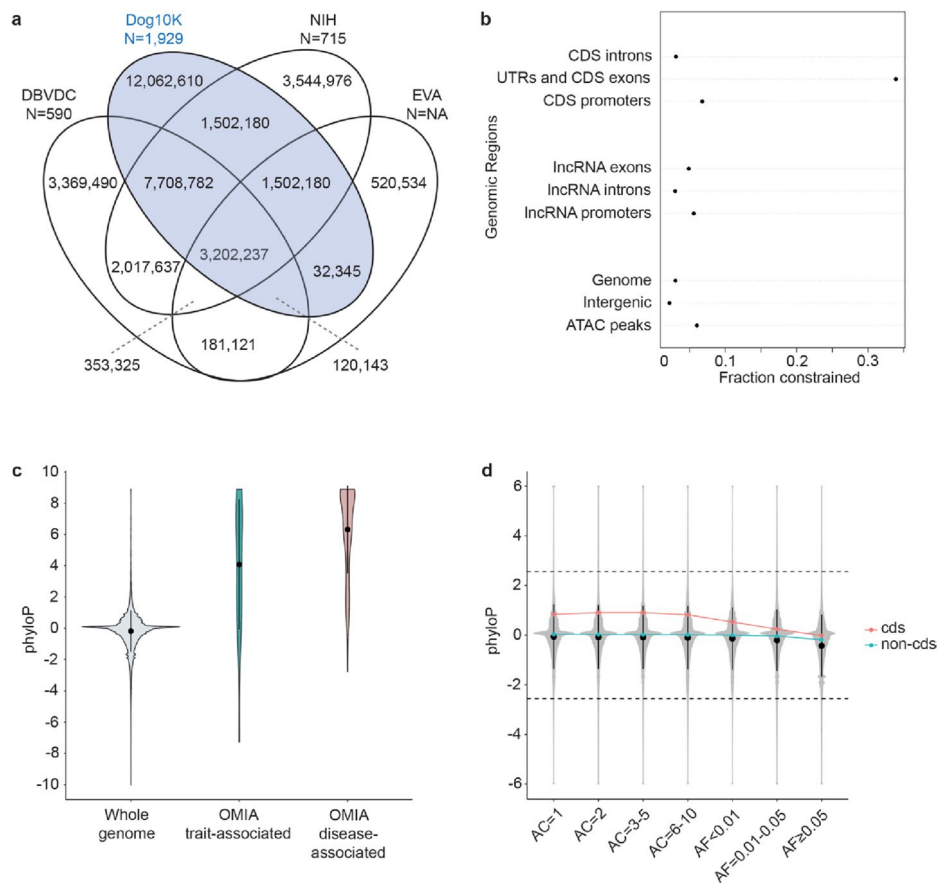 a
Dog10K
N=1,929
NIH
N=715
DBVDC
N=590
EVA
N=NA
12,062,610
3,544,976
1,502,180
3,369,490
7,708,782
1,502,180
520,534
2,017,637
3,202,237
32,345
353,325
181,121
120,143
b
Genomic Regions
CDS introns
UTRs and CDS exons
CDS promoters
lncRNA exons
lncRNA introns
lncRNA promoters
Genome
Intergenic
ATAC peaks
0 0.1 0.2 0.3
Fraction constrained
c
phyloP
10
8
6
4
2
0
-2
-4
-6
-8
-10
Whole
genome
OMIA
trait-associated
OMIA
disease-
associated
d
phyloP
6
4
2
0
-2
-4
-6
AC=1
AC=2
AC=3-5
AC=6-10
AF<0.01
AF=0.01-0.05
AF≥0.05
cds
non-cds